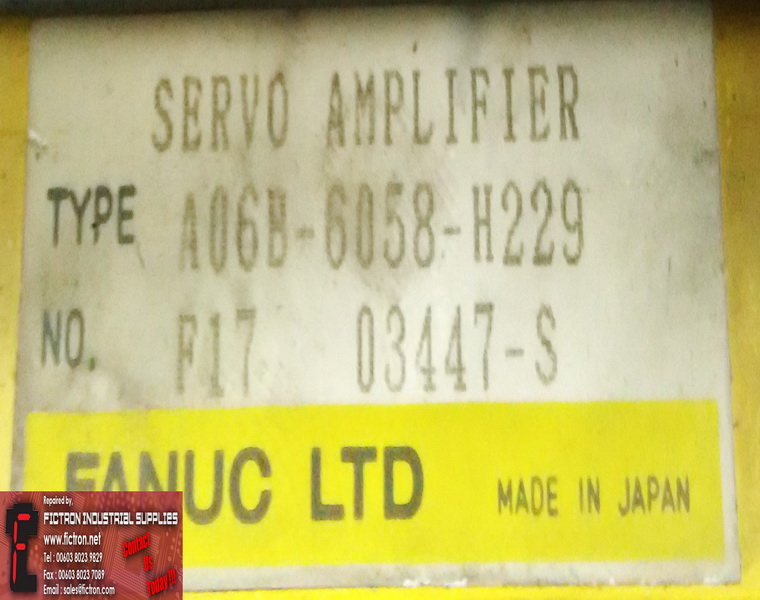 SERVO AMPLIFIER
TYPE A06B-6058-H229
NO. F17 03447-S
FANUC LTD MADE IN JAPAN
Repaired by,
FICTRON INDUSTRIAL SUPPLIES
www.fictron.net
Tel : 00603 8023 9829
Fax : 00603 8023 7089
Email : sales@fictron.com
Contact
Us
Today!!!